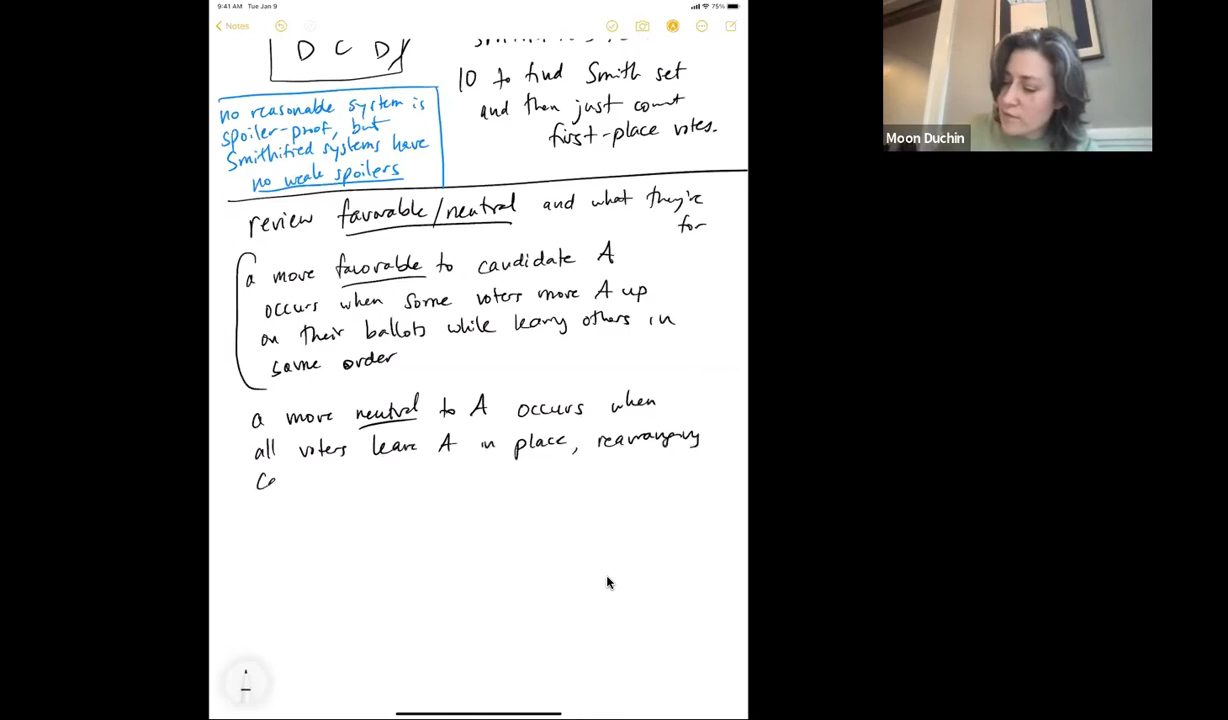 9:41 AM Tue Jan 9
75%
Notes
D C D
10 to find Smith set
and then just count
first-place votes.
no reasonable system is
spoiler-proof, but
Smithified systems have
no weak spoilers
review favorable/neutral and what they're
for
a move favorable to candidate A
occurs when some voters move A up
on their ballots while leaving others in
same order
a move neutral to A occurs when
all voters leave A in place, rearranging
Moon Duchin